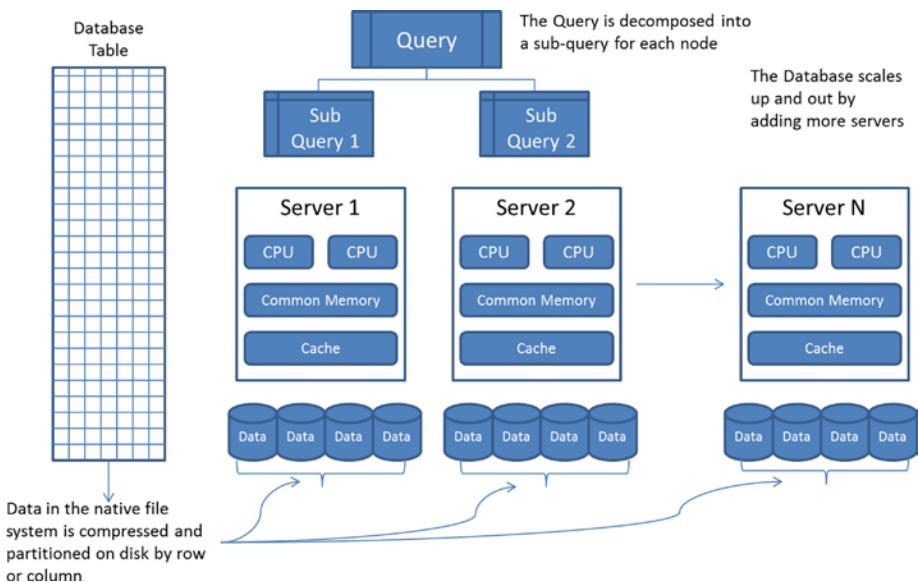 Database
Table
Query
The Query is decomposed into
a sub-query for each node
Sub
Query 1
Sub
Query 2
The Database scales
up and out by
adding more servers
Server 1
CPU
CPU
Common Memory
Cache
Data
Data
Data
Data
Server 2
CPU
CPU
Common Memory
Cache
Data
Data
Data
Data
Server N
CPU
CPU
Common Memory
Cache
Data
Data
Data
Data
Data in the native file
system is compressed and
partitioned on disk by row
or column